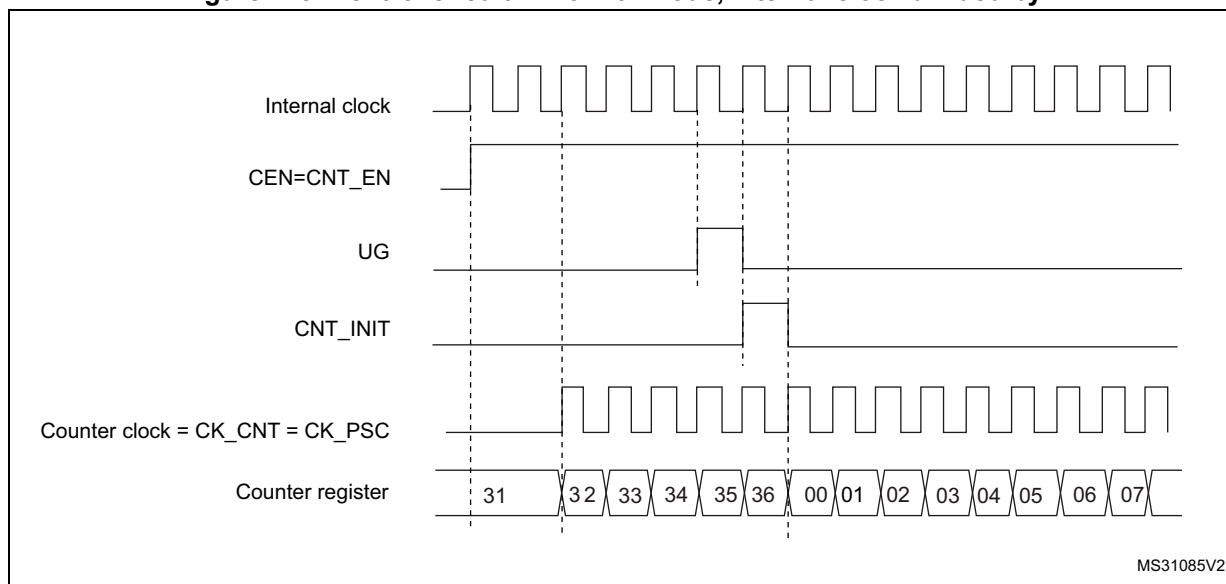 Internal clock
CEN=CNT_EN
UG
CNT_INIT
Counter clock = CK_CNT = CK_PSC
Counter register
31 32 33 34 35 36 00 01 02 03 04 05 06 07
MS31085V2